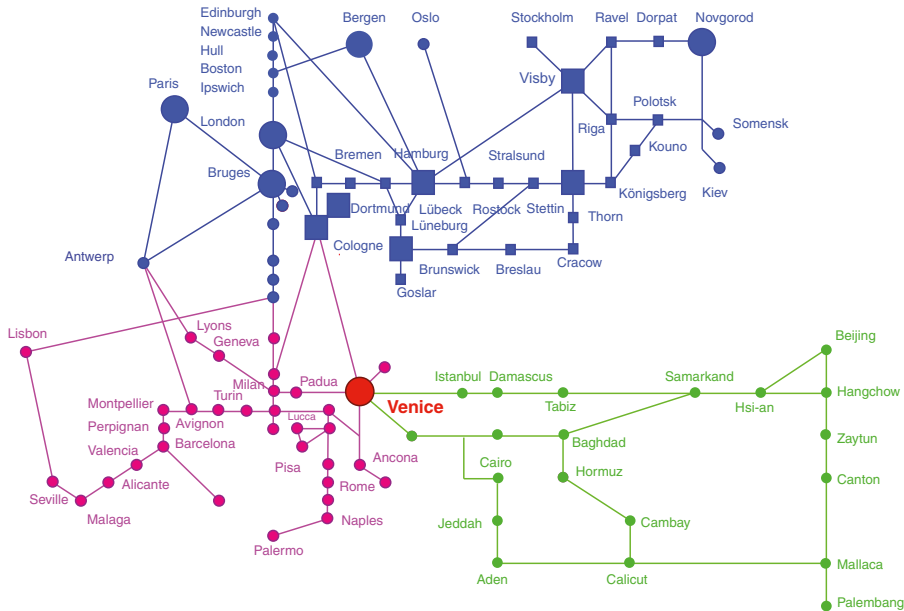 Edinburgh
Bergen
Oslo
Stockholm
Ravel
Dorpat
Novgorod
Newcastle
Hull
Boston
Ipswich
Paris
Visby
London
Polotsk
Somensk
Riga
Bremen
Hamburg
Stralsund
Kouno
Bruges
Königsberg
Kiev
Dortmund
Lübeck
Rostock
Stettin
Thorn
Lüneburg
Cologne
Antwerp
Brunswick
Breslau
Cracow
Goslar
Lisbon
Lyons
Geneva
Beijing
Milan
Padua
Istanbul
Damascus
Samarkand
Turin
Venice
Tabiz
Hsi-an
Hangchow
Montpellier
Avignon
Lucca
Perpignan
Barcelona
Baghdad
Zaytun
Valencia
Pisa
Ancona
Cairo
Hormuz
Canton
Seville
Alicante
Rome
Malaga
Naples
Jeddah
Cambay
Palermo
Aden
Calicut
Mallaca
Palembang